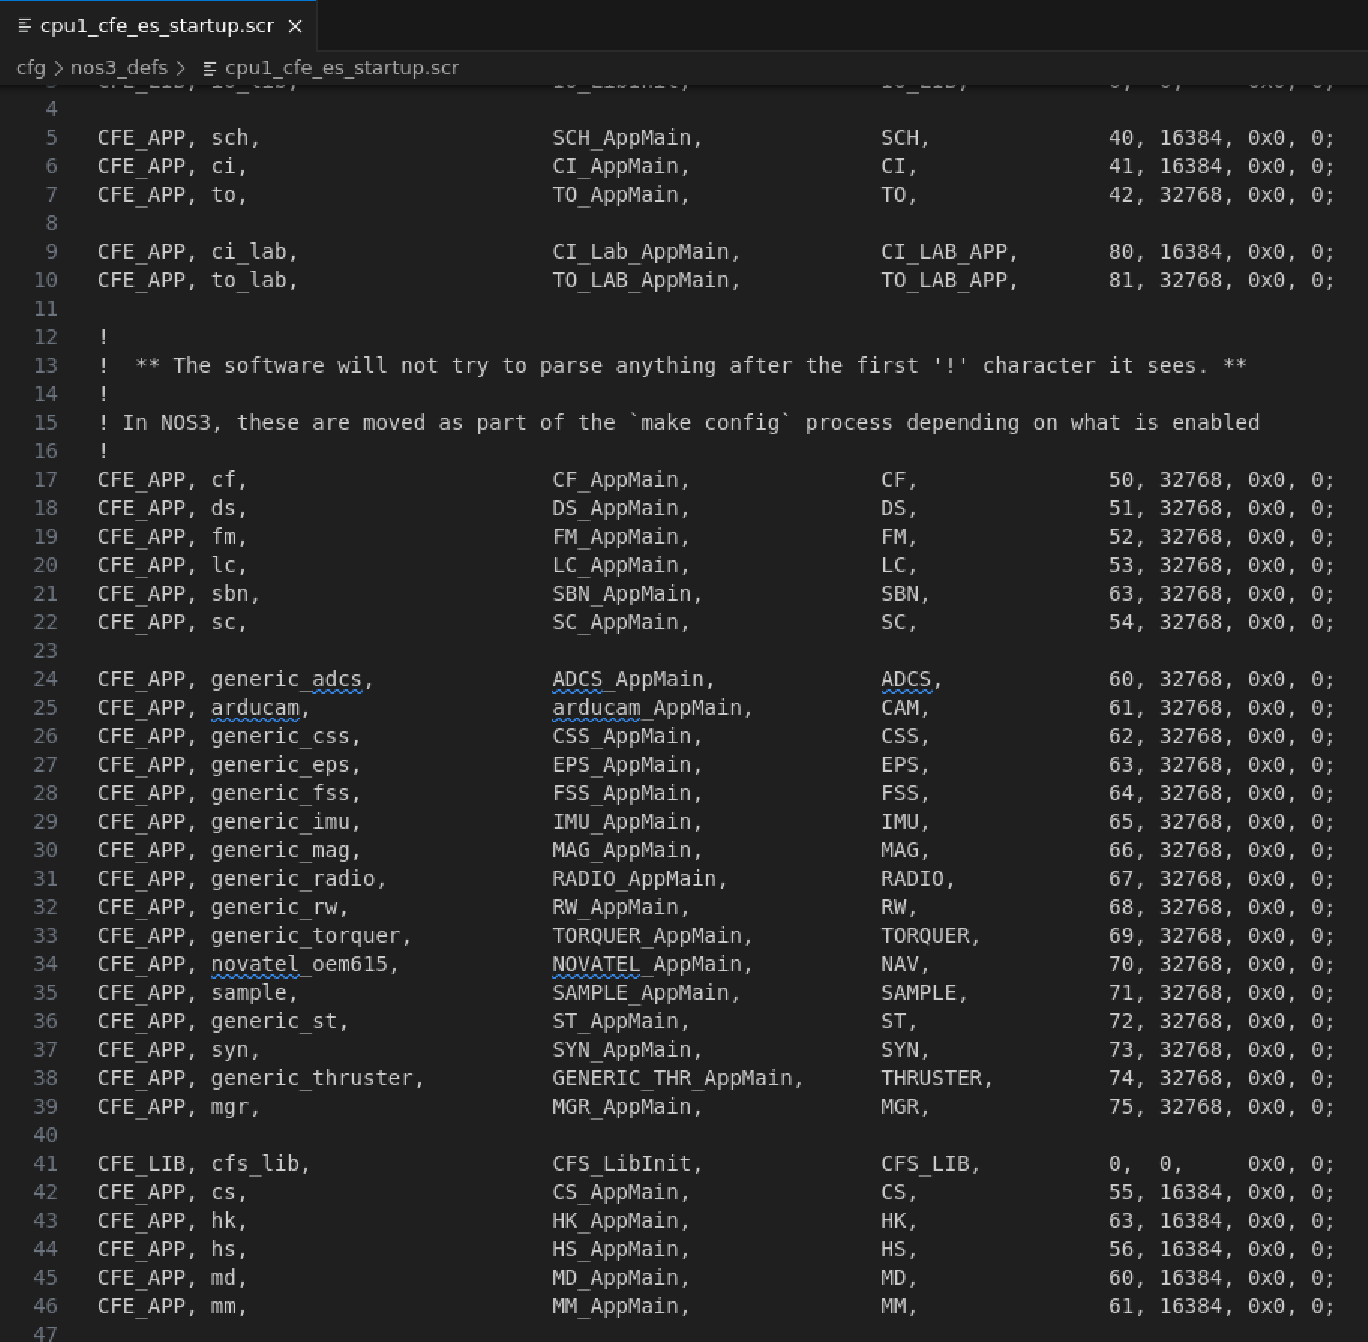 cpu1_cfe_es_startup.scr
cfg > nos3_defs > cpu1_cfe_es_startup.scr
4
5 CFE_APP, sch, SCH_AppMain, SCH, 40, 16384, 0x0, 0;
6 CFE_APP, ci, CI_AppMain, CI, 41, 16384, 0x0, 0;
7 CFE_APP, to, TO_AppMain, TO, 42, 32768, 0x0, 0;
8
9 CFE_APP, ci_lab, CI_Lab_AppMain, CI_LAB_APP, 80, 16384, 0x0, 0;
10 CFE_APP, to_lab, TO_LAB_AppMain, TO_LAB_APP, 81, 32768, 0x0, 0;
11
12 !
13 ! ** The software will not try to parse anything after the first '!' character it sees. **
14 !
15 ! In NOS3, these are moved as part of the `make config` process depending on what is enabled
16 !
17 CFE_APP, cf, CF_AppMain, CF, 50, 32768, 0x0, 0;
18 CFE_APP, ds, DS_AppMain, DS, 51, 32768, 0x0, 0;
19 CFE_APP, fm, FM_AppMain, FM, 52, 32768, 0x0, 0;
20 CFE_APP, lc, LC_AppMain, LC, 53, 32768, 0x0, 0;
21 CFE_APP, sbn, SBN_AppMain, SBN, 63, 32768, 0x0, 0;
22 CFE_APP, sc, SC_AppMain, SC, 54, 32768, 0x0, 0;
23
24 CFE_APP, generic_adcs, ADCS_AppMain, ADCS, 60, 32768, 0x0, 0;
25 CFE_APP, arducam, arducam_AppMain, CAM, 61, 32768, 0x0, 0;
26 CFE_APP, generic_css, CSS_AppMain, CSS, 62, 32768, 0x0, 0;
27 CFE_APP, generic_eps, EPS_AppMain, EPS, 63, 32768, 0x0, 0;
28 CFE_APP, generic_fss, FSS_AppMain, FSS, 64, 32768, 0x0, 0;
29 CFE_APP, generic_imu, IMU_AppMain, IMU, 65, 32768, 0x0, 0;
30 CFE_APP, generic_mag, MAG_AppMain, MAG, 66, 32768, 0x0, 0;
31 CFE_APP, generic_radio, RADIO_AppMain, RADIO, 67, 32768, 0x0, 0;
32 CFE_APP, generic_rw, RW_AppMain, RW, 68, 32768, 0x0, 0;
33 CFE_APP, generic_torquer, TORQUER_AppMain, TORQUER, 69, 32768, 0x0, 0;
34 CFE_APP, novatel_oem615, NOVATEL_AppMain, NAV, 70, 32768, 0x0, 0;
35 CFE_APP, sample, SAMPLE_AppMain, SAMPLE, 71, 32768, 0x0, 0;
36 CFE_APP, generic_st, ST_AppMain, ST, 72, 32768, 0x0, 0;
37 CFE_APP, syn, SYN_AppMain, SYN, 73, 32768, 0x0, 0;
38 CFE_APP, generic_thruster, GENERIC_THR_AppMain, THRUSTER, 74, 32768, 0x0, 0;
39 CFE_APP, mgr, MGR_AppMain, MGR, 75, 32768, 0x0, 0;
40
41 CFE_LIB, cfs_lib, CFS_LibInit, CFS_LIB, 0, 0, 0x0, 0;
42 CFE_APP, cs, CS_AppMain, CS, 55, 16384, 0x0, 0;
43 CFE_APP, hk, HK_AppMain, HK, 63, 16384, 0x0, 0;
44 CFE_APP, hs, HS_AppMain, HS, 56, 16384, 0x0, 0;
45 CFE_APP, md, MD_AppMain, MD, 60, 16384, 0x0, 0;
46 CFE_APP, mm, MM_AppMain, MM, 61, 16384, 0x0, 0;
47